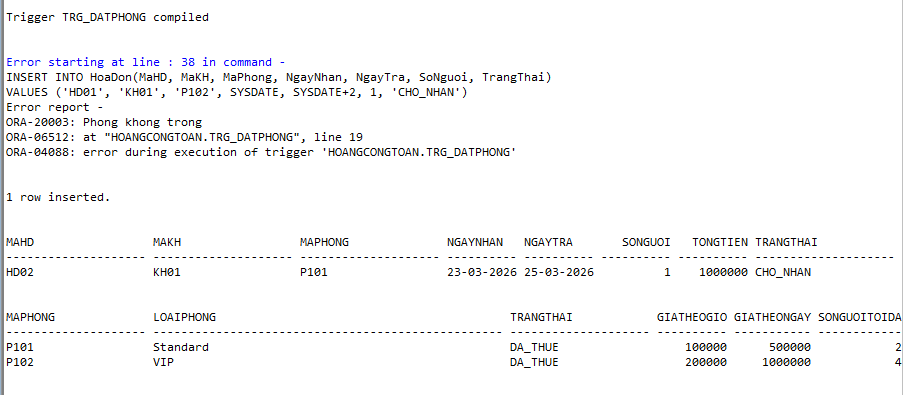 Trigger TRG_DATPHONG compiled
Error starting at line : 38 in command -
INSERT INTO HoaDon(MaHD, MaKH, MaPhong, NgayNhan, NgayTra, SoNguoi, TrangThai)
VALUES ('HD01', 'KH01', 'P102', SYSDATE, SYSDATE+2, 1, 'CHO_NHAN')
Error report -
ORA-20003: Phong khong trong
ORA-06512: at "HOANGCONGTOAN.TRG_DATPHONG", line 19
ORA-04088: error during execution of trigger 'HOANGCONGTOAN.TRG_DATPHONG'
1 row inserted.
MAHD MAKH MAPHONG NGAYNHAN NGAYTRA SONGUOI TONGTIEN TRANGTHAI
-------------------- -------------------- -------------------- ---------- ---------- ---------- ---------- --------------------
HD02 KH01 P101 23-03-2026 25-03-2026 1 1000000 CHO_NHAN
MAPHONG LOAIPHONG TRANGTHAI GIATHEOGIO GIATHEONGAY SONGUOITOIDA
-------------------- -------------------------------------------------- -------------------- ---------- ----------- ------------
P101 Standard DA_THUE 100000 500000 2
P102 VIP DA_THUE 200000 1000000 4